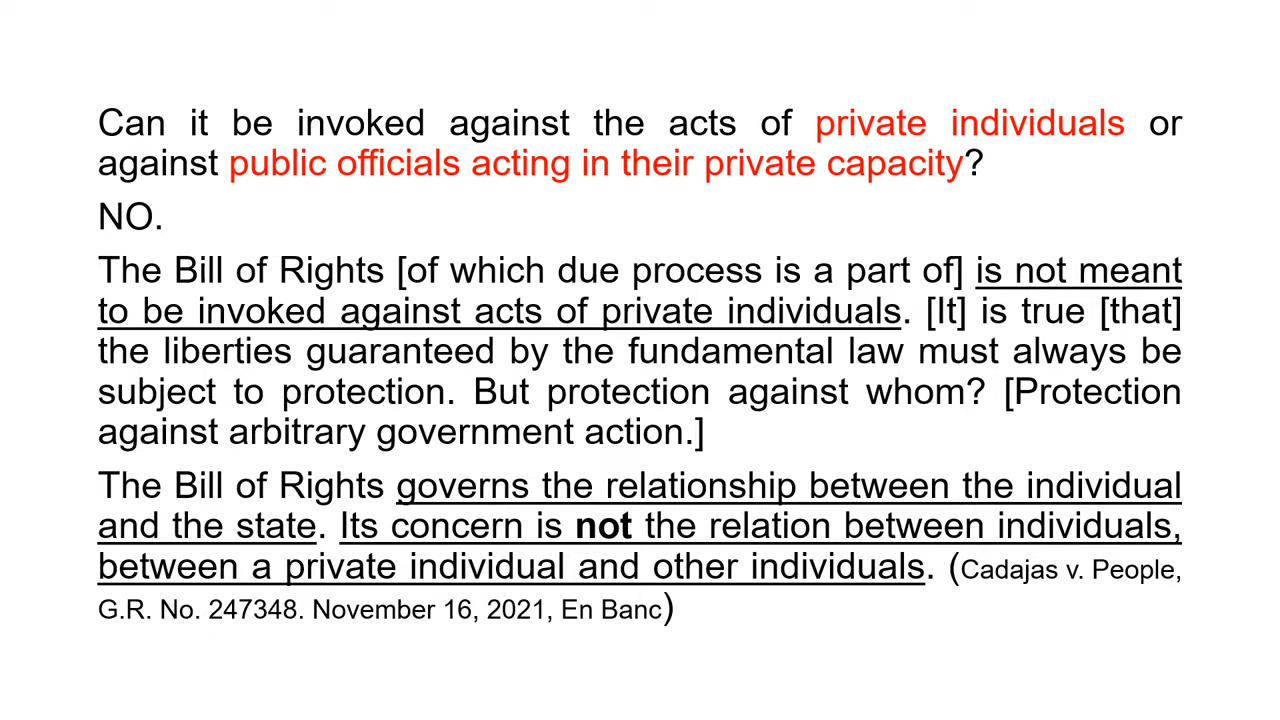 Can it be invoked against the acts of private individuals or
against public officials acting in their private capacity?
NO.
The Bill of Rights [of which due process is a part of] is not meant
to be invoked against acts of private individuals. [It] is true [that]
the liberties guaranteed by the fundamental law must always be
subject to protection. But protection against whom? [Protection
against arbitrary government action.]
The Bill of Rights governs the relationship between the individual
and the state. Its concern is not the relation between individuals,
between a private individual and other individuals. (Cadajas v. People,
G.R. No. 247348. November 16, 2021, En Banc)